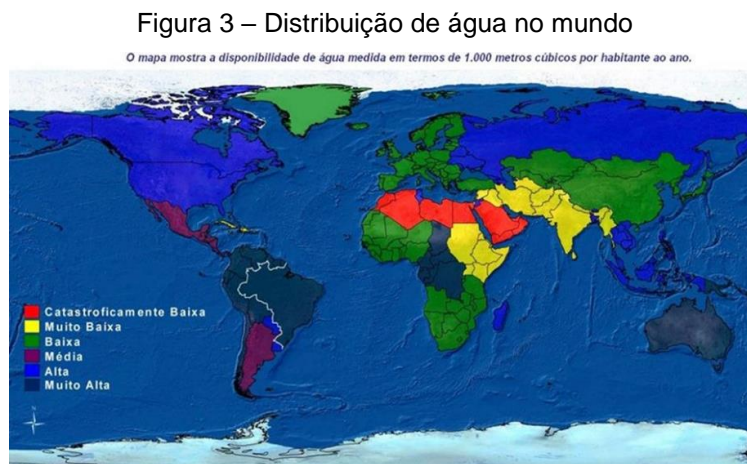 Figura 3 – Distribuição de água no mundo
O mapa mostra a disponibilidade de água medida em termos de 1.000 metros cúbicos por habitante ao ano.
Catastroficamente Baixa
Muito Baixa
Baixa
Média
Alta
Muito Alta